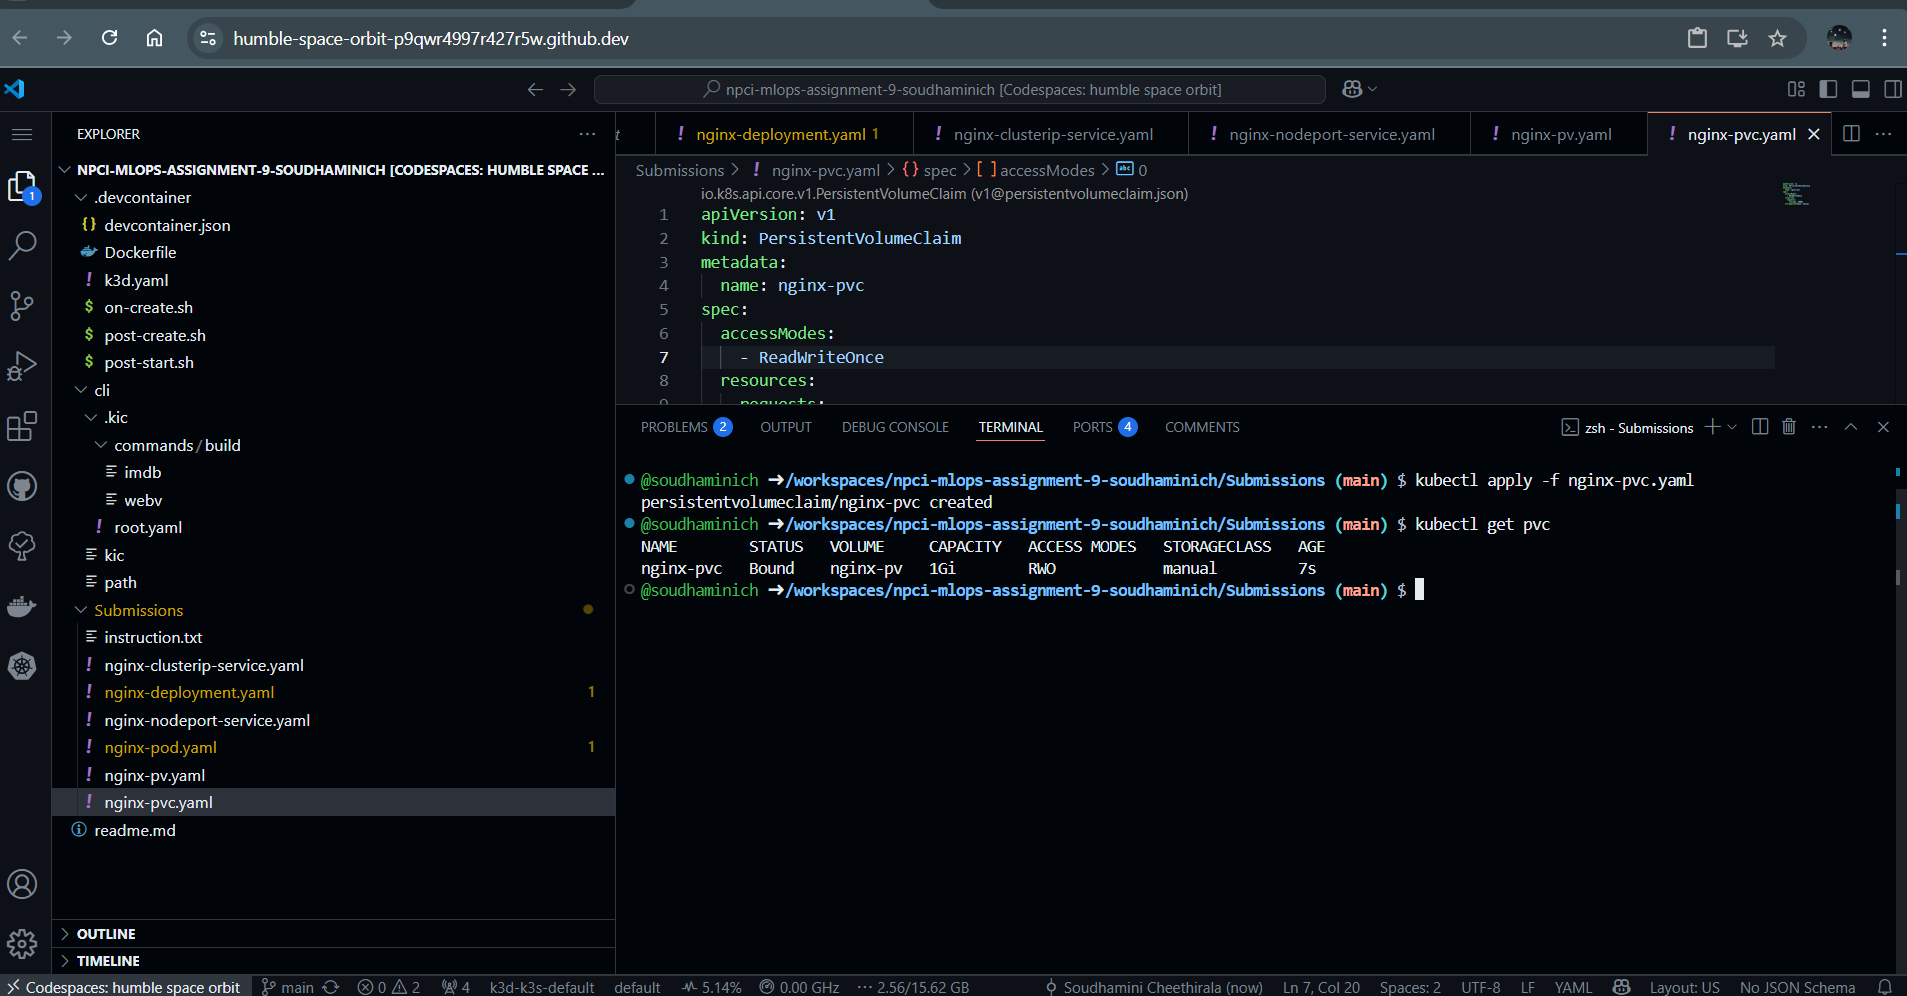 humble-space-orbit-p9qwr4997r427r5w.github.dev
npci-mlops-assignment-9-soudhaminich [Codespaces: humble space orbit]
EXPLORER
NPCI-MLOPS-ASSIGNMENT-9-SOUDHAMINICH [CODESPACES: HUMBLE SPACE ...
.devcontainer
{} devcontainer.json
Dockerfile
! k3d.yaml
$ on-create.sh
$ post-create.sh
$ post-start.sh
cli
.kic
commands / build
imdb
webv
! root.yaml
kic
path
Submissions
instruction.txt
! nginx-clusterip-service.yaml
! nginx-deployment.yaml 1
! nginx-nodeport-service.yaml
! nginx-pod.yaml 1
! nginx-pv.yaml
! nginx-pvc.yaml
readme.md
OUTLINE
TIMELINE
1
t ! nginx-deployment.yaml 1 ! nginx-clusterip-service.yaml ! nginx-nodeport-service.yaml ! nginx-pv.yaml ! nginx-pvc.yaml
Submissions > ! nginx-pvc.yaml > {} spec > [ ] accessModes > abc 0
io.k8s.api.core.v1.PersistentVolumeClaim (v1@persistentvolumeclaim.json)
1 apiVersion: v1
2 kind: PersistentVolumeClaim
3 metadata:
4 name: nginx-pvc
5 spec:
6 accessModes:
7 - ReadWriteOnce
8 resources:
9 requests:
PROBLEMS 2 OUTPUT DEBUG CONSOLE TERMINAL PORTS 4 COMMENTS zsh - Submissions
@soudhaminich ➜/workspaces/npci-mlops-assignment-9-soudhaminich/Submissions (main) $ kubectl apply -f nginx-pvc.yaml
persistentvolumeclaim/nginx-pvc created
@soudhaminich ➜/workspaces/npci-mlops-assignment-9-soudhaminich/Submissions (main) $ kubectl get pvc
NAME STATUS VOLUME CAPACITY ACCESS MODES STORAGECLASS AGE
nginx-pvc Bound nginx-pv 1Gi RWO manual 7s
@soudhaminich ➜/workspaces/npci-mlops-assignment-9-soudhaminich/Submissions (main) $
Codespaces: humble space orbit main 0 2 4 k3d-k3s-default default 5.14% 0.00 GHz 2.56/15.62 GB Soudhamini Cheethirala (now) Ln 7, Col 20 Spaces: 2 UTF-8 LF YAML Layout: US No JSON Schema